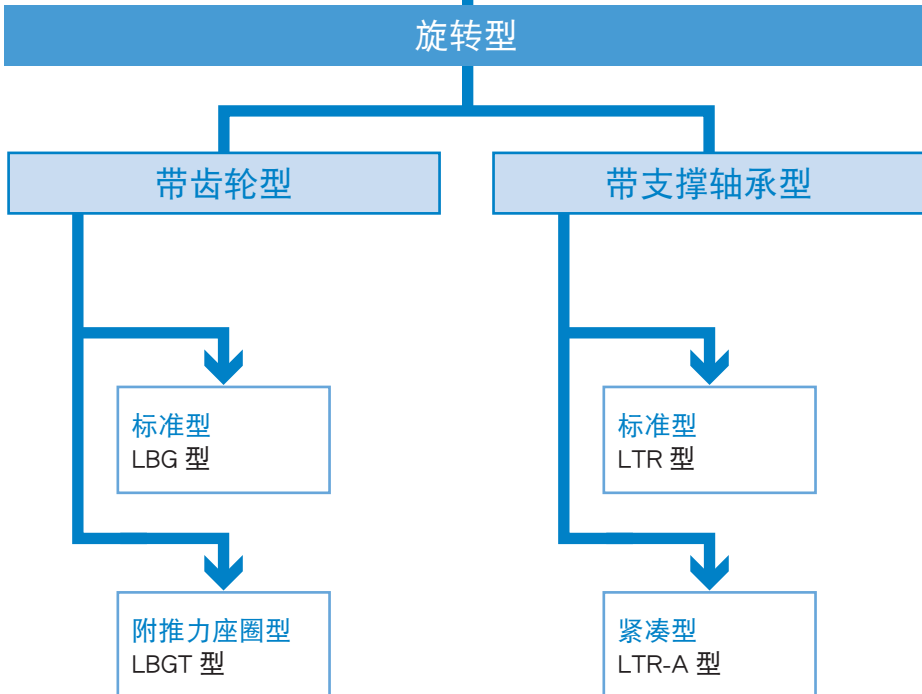 旋转型
带齿轮型
带支撑轴承型
标准型
LBG 型
标准型
LTR 型
附推力座圈型
LBGT 型
紧凑型
LTR-A 型